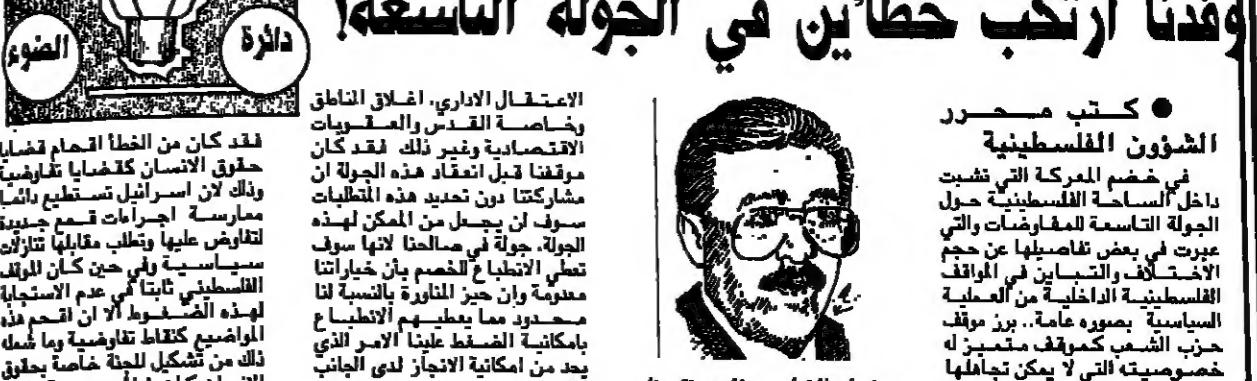 وفدنا ارتكب خطأين في الجولة التاسعة!
دائرة
الضوء
● كتب محرر
الشؤون الفلسطينية
في خضم المعركة التي نشبت
داخل الساحة الفلسطينية حول
الجولة التاسعة للمفاوضات والتي
عبرت في بعض تفاصيلها عن حجم
الاختلاف والتباين في المواقف
الفلسطينية الداخلية من العملية
السياسية بصوره عامة.. برز موقف
حزب الشعب كموقف متميز له
خصوصيته التي لا يمكن تجاهلها
الاعتقال الاداري، اغلاق المناطق
وخاصة القدس والعقوبات
الاقتصادية وغير ذلك فقد كان
موقفنا قبل انعقاد هذه الجولة ان
مشاركتنا دون تحديد هذه المتطلبات
سوف لن يجعل من الممكن لهذه
الجولة، جولة في صالحنا لانها سوف
تعطي الانطباع للخصم بأن خياراتنا
معدومة وان حيز المناورة بالنسبة لنا
محدود مما يعطيهم الانطباع
بامكانية الضغط علينا الامر الذي
يحد من امكانية الانجاز لدى الجانب
فقد كان من الخطأ اقحام قضايا
حقوق الانسان كقضايا تفاوضية
وذلك لان اسرائيل تستطيع دائما
ممارسة اجراءات قمع جديدة
لتفاوض عليها وتطلب مقابلها تنازلات
سياسية وفي حين كان الموقف
الفلسطيني ثابتا في عدم الاستجابة
لهذه الضغوط الا ان اقحم هذه
المواضيع كنقاط تفاوضية وما شمله
ذلك من تشكيل للجنة خاصة بحقوق